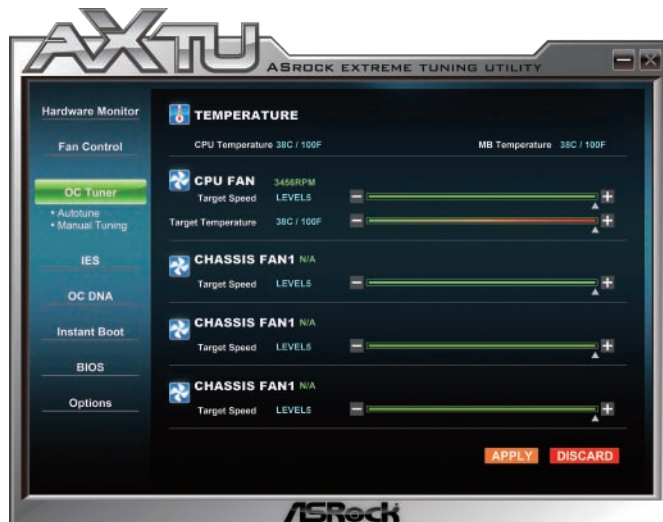 AXTU
ASROCK EXTREME TUNING UTILITY
Hardware Monitor
Fan Control
OC Tuner
• Autotune
• Manual Tuning
IES
OC DNA
Instant Boot
BIOS
Options
TEMPERATURE
CPU Temperature 38C / 100F
MB Temperature 38C / 100F
CPU FAN 3456RPM
Target Speed LEVEL5
Target Temperature 38C / 100F
CHASSIS FAN1 N/A
Target Speed LEVEL5
CHASSIS FAN1 N/A
Target Speed LEVEL5
CHASSIS FAN1 N/A
Target Speed LEVEL5
APPLY DISCARD
ASRock